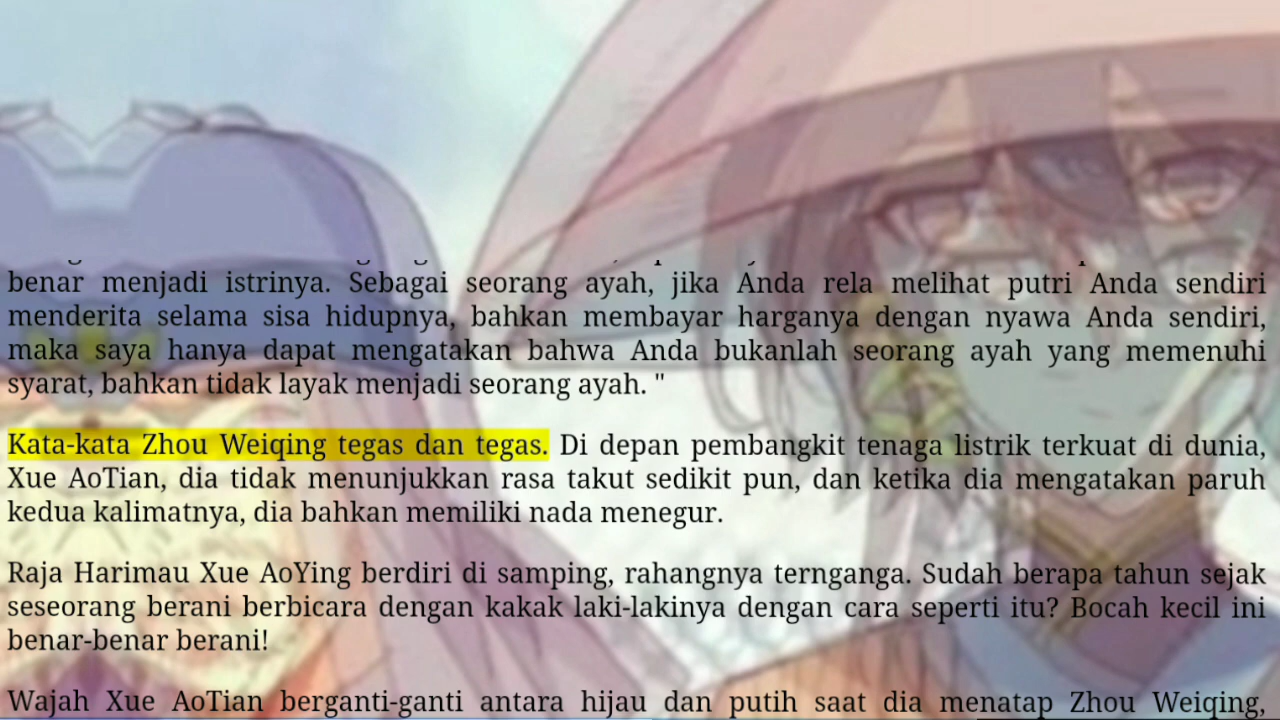 benar menjadi istrinya. Sebagai seorang ayah, jika Anda rela melihat putri Anda sendiri
menderita selama sisa hidupnya, bahkan membayar harganya dengan nyawa Anda sendiri,
maka saya hanya dapat mengatakan bahwa Anda bukanlah seorang ayah yang memenuhi
syarat, bahkan tidak layak menjadi seorang ayah. "
Kata-kata Zhou Weiqing tegas dan tegas. Di depan pembangkit tenaga listrik terkuat di dunia,
Xue AoTian, dia tidak menunjukkan rasa takut sedikit pun, dan ketika dia mengatakan paruh
kedua kalimatnya, dia bahkan memiliki nada menegur.
Raja Harimau Xue AoYing berdiri di samping, rahangnya ternganga. Sudah berapa tahun sejak
seseorang berani berbicara dengan kakak laki-lakinya dengan cara seperti itu? Bocah kecil ini
benar-benar berani!
Wajah Xue AoTian berganti-ganti antara hijau dan putih saat dia menatap Zhou Weiqing,